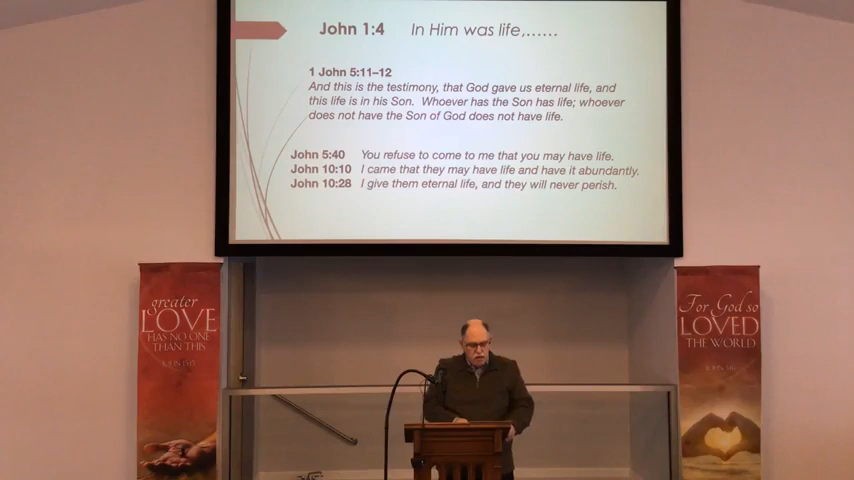 John 1:4 In Him was life,......
1 John 5:11–12
And this is the testimony, that God gave us eternal life, and
this life is in his Son. Whoever has the Son has life; whoever
does not have the Son of God does not have life.
John 5:40 You refuse to come to me that you may have life.
John 10:10 I came that they may have life and have it abundantly.
John 10:28 I give them eternal life, and they will never perish.
greater
LOVE
HAS NO ONE
THAN THIS
For God so
LOVED
THE WORLD